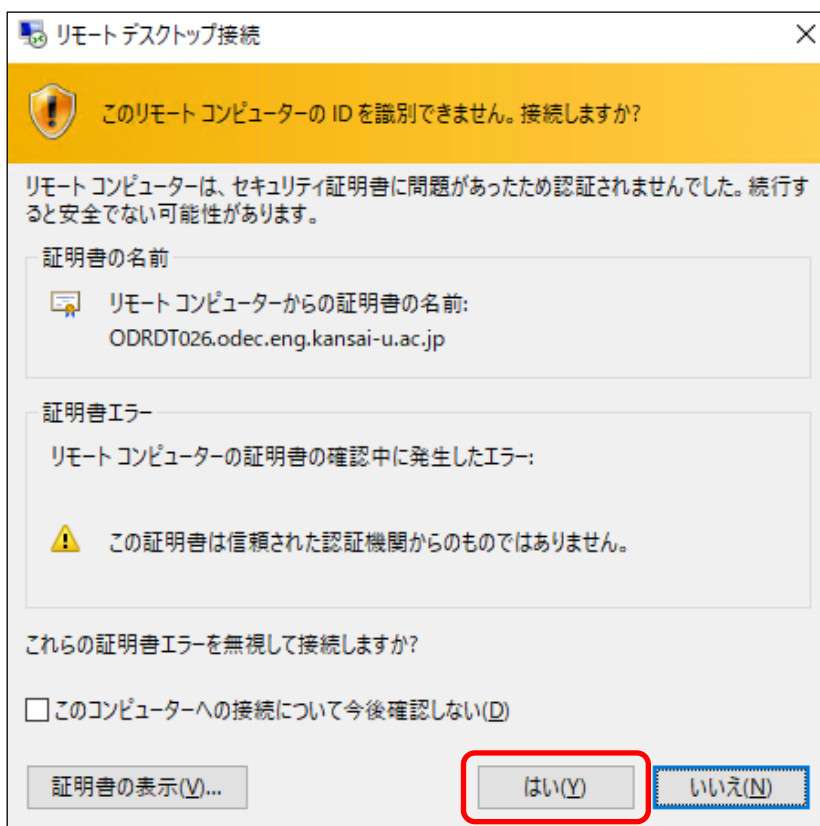 リモート デスクトップ接続
このリモート コンピューターの ID を識別できません。接続しますか?
リモート コンピューターは、セキュリティ証明書に問題があったため認証されませんでした。続行す
ると安全でない可能性があります。
証明書の名前
リモート コンピューターからの証明書の名前:
ODRDT026.odec.eng.kansai-u.ac.jp
証明書エラー
リモート コンピューターの証明書の確認中に発生したエラー:
この証明書は信頼された認証機関からのものではありません。
これらの証明書エラーを無視して接続しますか?
このコンピューターへの接続について今後確認しない(D)
証明書の表示(V)... はい(Y) いいえ(N)